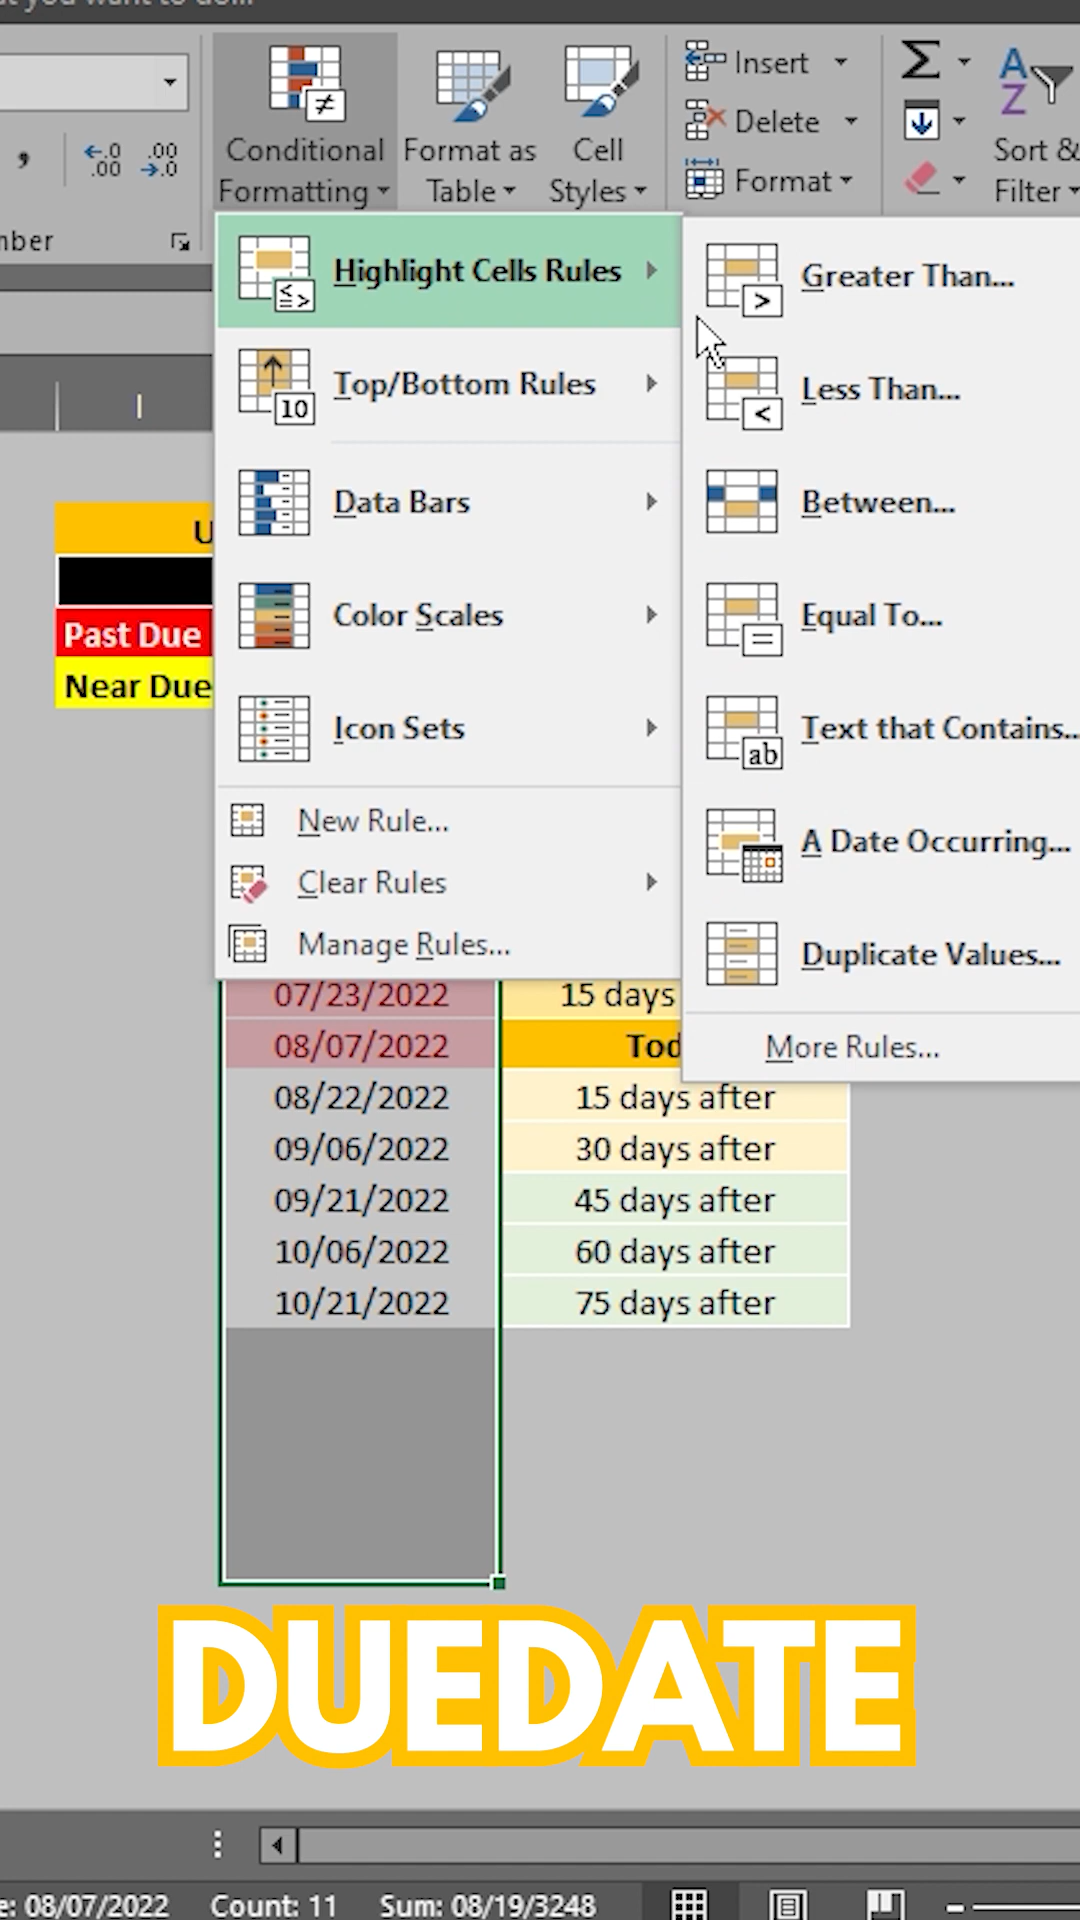 Conditional
Formatting
Format as
Table
Cell
Styles
Insert
Delete
Format
Sort &
Filter
Highlight Cells Rules
Top/Bottom Rules
Data Bars
Color Scales
Icon Sets
New Rule...
Clear Rules
Manage Rules...
Greater Than...
Less Than...
Between...
Equal To...
Text that Contains...
A Date Occurring...
Duplicate Values...
More Rules...
U
Past Due
Near Due
07/23/2022 15 days
08/07/2022 Tod
08/22/2022 15 days after
09/06/2022 30 days after
09/21/2022 45 days after
10/06/2022 60 days after
10/21/2022 75 days after
DUEDATE
e: 08/07/2022 Count: 11 Sum: 08/19/3248